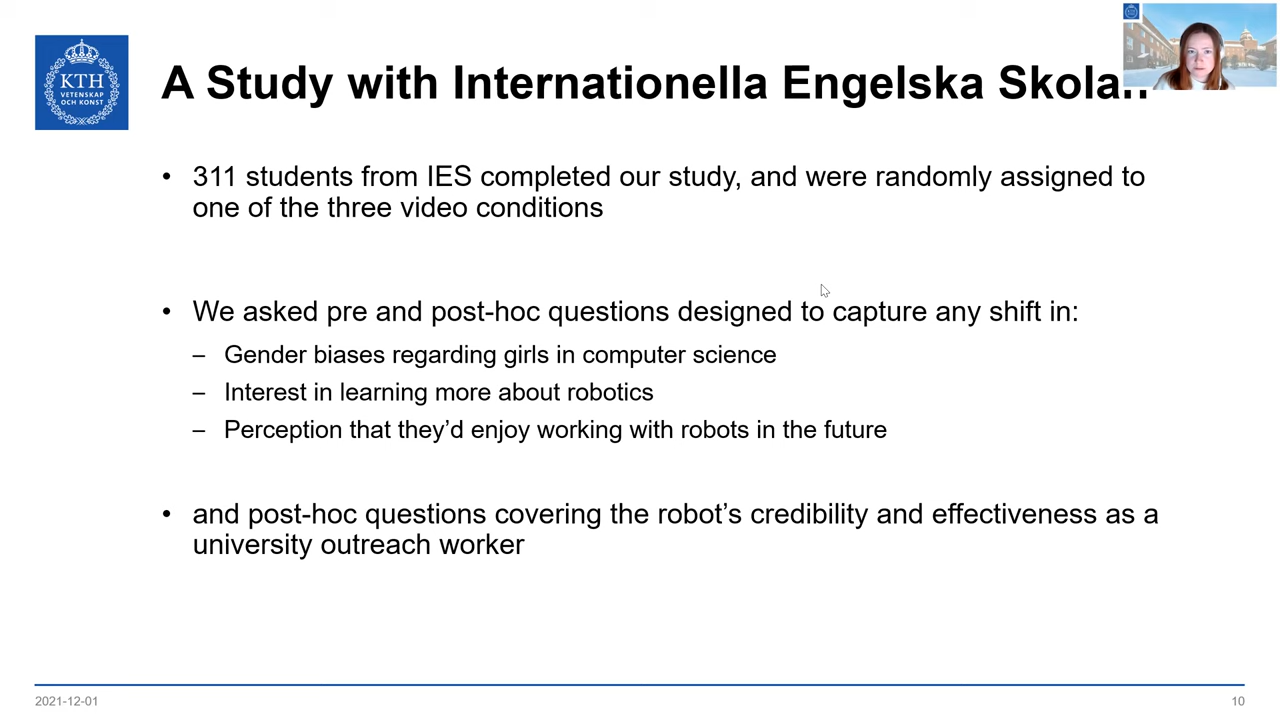 KTH
VETENSKAP
OCH KONST
A Study with Internationella Engelska Skolan
• 311 students from IES completed our study, and were randomly assigned to
one of the three video conditions
• We asked pre and post-hoc questions designed to capture any shift in:
– Gender biases regarding girls in computer science
– Interest in learning more about robotics
– Perception that they’d enjoy working with robots in the future
• and post-hoc questions covering the robot’s credibility and effectiveness as a
university outreach worker
2021-12-01
10